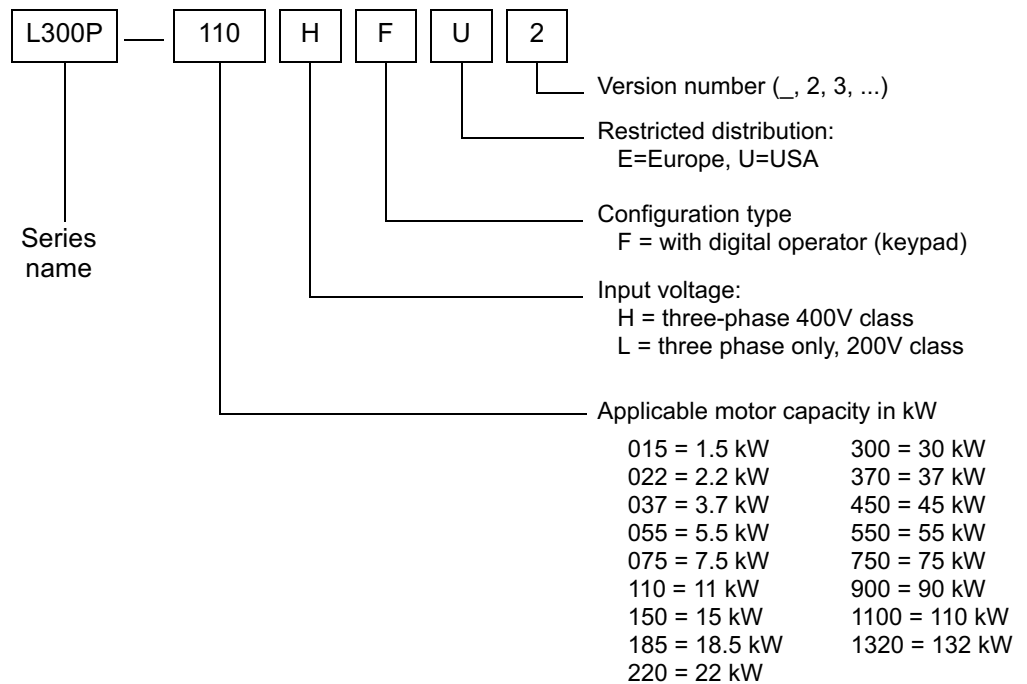 L300P 110 H F U 2
Version number (_, 2, 3, ...)
Restricted distribution:
E=Europe, U=USA
Configuration type
F = with digital operator (keypad)
Series
name
Input voltage:
H = three-phase 400V class
L = three phase only, 200V class
Applicable motor capacity in kW
015 = 1.5 kW 300 = 30 kW
022 = 2.2 kW 370 = 37 kW
037 = 3.7 kW 450 = 45 kW
055 = 5.5 kW 550 = 55 kW
075 = 7.5 kW 750 = 75 kW
110 = 11 kW 900 = 90 kW
150 = 15 kW 1100 = 110 kW
185 = 18.5 kW 1320 = 132 kW
220 = 22 kW